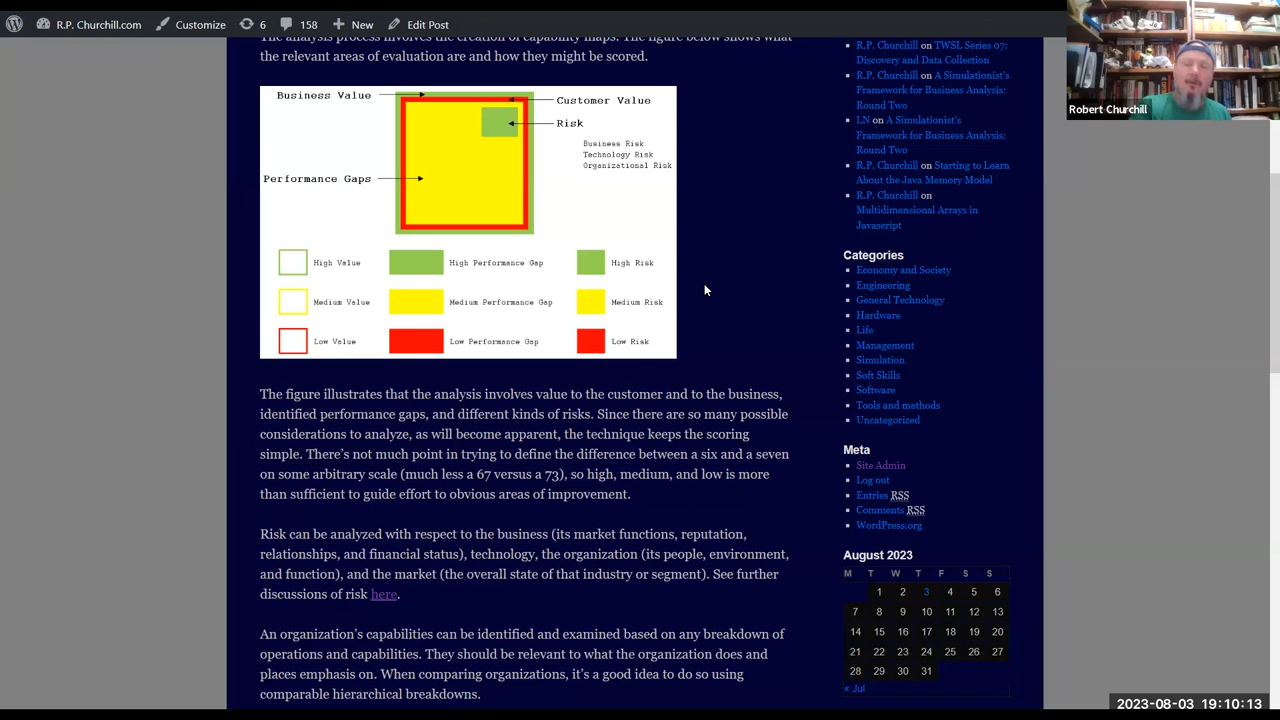 R.P. Churchill.com
Customize
6
158
New
Edit Post
The analysis process involves the creation of capability maps. The figure below shows what
the relevant areas of evaluation are and how they might be scored.
Business Value
Customer Value
Risk
Business Risk
Technology Risk
Organizational Risk
Performance Gaps
High Value
High Performance Gap
High Risk
Medium Value
Medium Performance Gap
Medium Risk
Low Value
Low Performance Gap
Low Risk
The figure illustrates that the analysis involves value to the customer and to the business,
identified performance gaps, and different kinds of risks. Since there are so many possible
considerations to analyze, as will become apparent, the technique keeps the scoring
simple. There's not much point in trying to define the difference between a six and a seven
on some arbitrary scale (much less a 67 versus a 73), so high, medium, and low is more
than sufficient to guide effort to obvious areas of improvement.
Risk can be analyzed with respect to the business (its market functions, reputation,
relationships, and financial status), technology, the organization (its people, environment,
and function), and the market (the overall state of that industry or segment). See further
discussions of risk here.
An organization's capabilities can be identified and examined based on any breakdown of
operations and capabilities. They should be relevant to what the organization does and
places emphasis on. When comparing organizations, it's a good idea to do so using
comparable hierarchical breakdowns.
R.P. Churchill on TWSL Series 07:
Discovery and Data Collection
R.P. Churchill on A Simulationist's
Framework for Business Analysis:
Round Two
LN on A Simulationist's
Framework for Business Analysis:
Round Two
R.P. Churchill on Starting to Learn
About the Java Memory Model
R.P. Churchill on
Multidimensional Arrays in
Javascript
Categories
Economy and Society
Engineering
General Technology
Hardware
Life
Management
Simulation
Soft Skills
Software
Tools and methods
Uncategorized
Meta
Site Admin
Log out
Entries RSS
Comments RSS
WordPress.org
August 2023
M T W T F S S
1 2 3 4 5 6
7 8 9 10 11 12 13
14 15 16 17 18 19 20
21 22 23 24 25 26 27
28 29 30 31
« Jul
Robert Churchill
2023-08-03 19:10:13